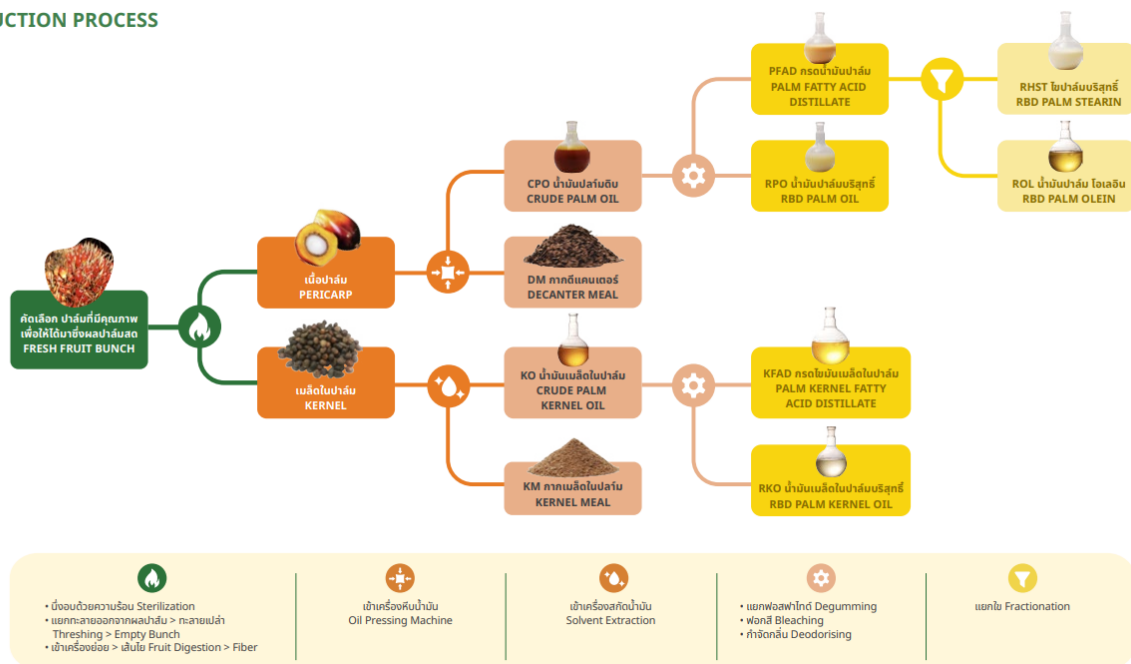 UCTION PROCESS
PFAD กรดน้ำมันปาล์ม
PALM FATTY ACID
DISTILLATE
RHST ไขปาล์มบริสุทธิ์
RBD PALM STEARIN
CPO น้ำมันปาล์มดิบ
CRUDE PALM OIL
RPO น้ำมันปาล์มบริสุทธิ์
RBD PALM OIL
ROL น้ำมันปาล์ม โอเลอิน
RBD PALM OLEIN
เนื้อปาล์ม
PERICARP
DM กากดีแคนเตอร์
DECANTER MEAL
คัดเลือก ปาล์มที่มีคุณภาพ
เพื่อให้ได้มาซึ่งผลปาล์มสด
FRESH FRUIT BUNCH
เมล็ดในปาล์ม
KERNEL
KO น้ำมันเมล็ดในปาล์ม
CRUDE PALM
KERNEL OIL
KFAD กรดไขมันเมล็ดในปาล์ม
PALM KERNEL FATTY
ACID DISTILLATE
KM กากเมล็ดในปาล์ม
KERNEL MEAL
RKO น้ำมันเมล็ดในปาล์มบริสุทธิ์
RBD PALM KERNEL OIL
• นึ่งอบด้วยความร้อน Sterilization
• แยกทะลายออกจากผลปาล์ม > ทะลายเปล่า
Threshing > Empty Bunch
• เข้าเครื่องย่อย > เส้นใย Fruit Digestion > Fiber
เข้าเครื่องหีบน้ำมัน
Oil Pressing Machine
เข้าเครื่องสกัดน้ำมัน
Solvent Extraction
• แยกฟอสฟาไทด์ Degumming
• ฟอกสี Bleaching
• กำจัดกลิ่น Deodorising
แยกไข Fractionation